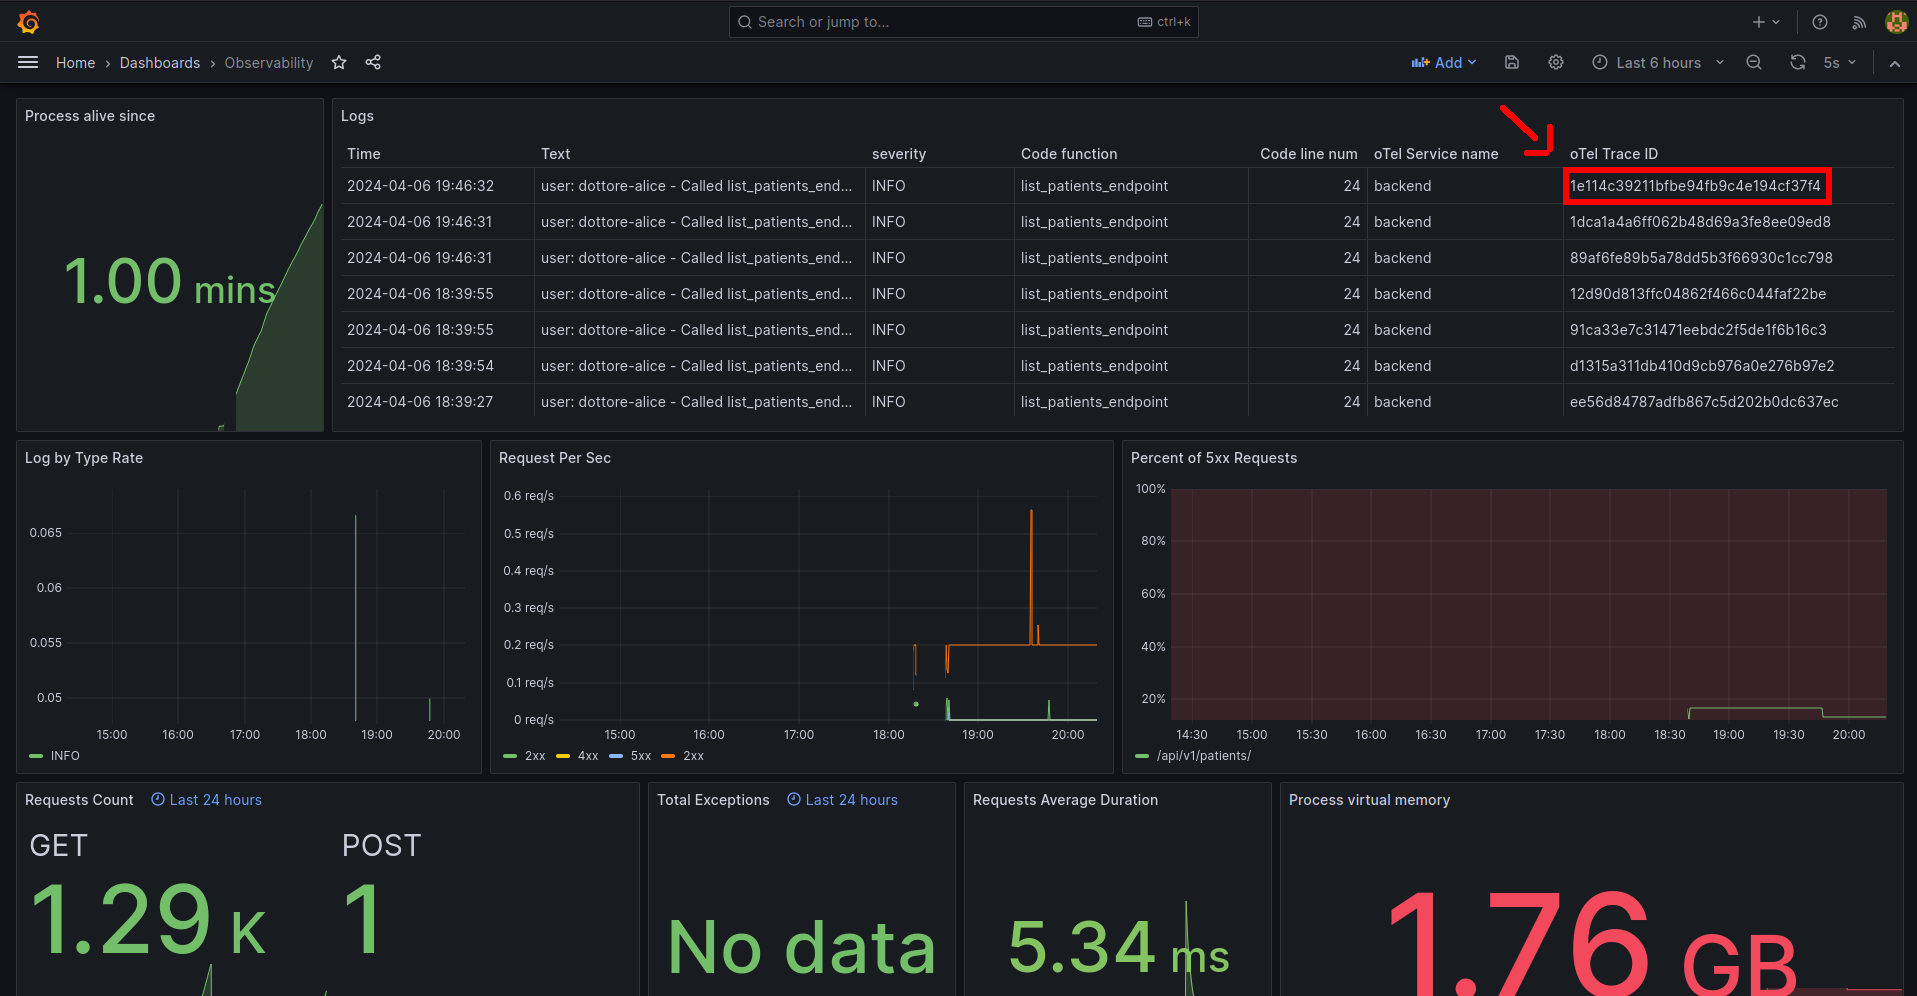 Search or jump to... ctrl+k
Home › Dashboards › Observability Add Last 6 hours 5s
Process alive since
1.00 mins
Logs
Time Text severity Code function Code line num oTel Service name oTel Trace ID
2024-04-06 19:46:32 user: dottore-alice - Called list_patients_end... INFO list_patients_endpoint 24 backend 1e114c39211bfbe94fb9c4e194cf37f4
2024-04-06 19:46:31 user: dottore-alice - Called list_patients_end... INFO list_patients_endpoint 24 backend 1dca1a4a6ff062b48d69a3fe8ee09ed8
2024-04-06 19:46:31 user: dottore-alice - Called list_patients_end... INFO list_patients_endpoint 24 backend 89af6fe89b5a78dd5b3f66930c1cc798
2024-04-06 18:39:55 user: dottore-alice - Called list_patients_end... INFO list_patients_endpoint 24 backend 12d90d813ffc04862f466c044faf22be
2024-04-06 18:39:55 user: dottore-alice - Called list_patients_end... INFO list_patients_endpoint 24 backend 91ca33e7c31471eebdc2f5de1f6b16c3
2024-04-06 18:39:54 user: dottore-alice - Called list_patients_end... INFO list_patients_endpoint 24 backend d1315a311db410d9cb976a0e276b97e2
2024-04-06 18:39:27 user: dottore-alice - Called list_patients_end... INFO list_patients_endpoint 24 backend ee56d84787adfb867c5d202b0dc637ec
Log by Type Rate
0.065
0.06
0.055
0.05
15:00 16:00 17:00 18:00 19:00 20:00
INFO
Request Per Sec
0.6 req/s
0.5 req/s
0.4 req/s
0.3 req/s
0.2 req/s
0.1 req/s
0 req/s
15:00 16:00 17:00 18:00 19:00 20:00
2xx 4xx 5xx 2xx
Percent of 5xx Requests
100%
80%
60%
40%
20%
14:30 15:00 15:30 16:00 16:30 17:00 17:30 18:00 18:30 19:00 19:30 20:00
/api/v1/patients/
Requests Count Last 24 hours
GET POST
1.29 K 1
Total Exceptions Last 24 hours
No data
Requests Average Duration
5.34 ms
Process virtual memory
1.76 GB